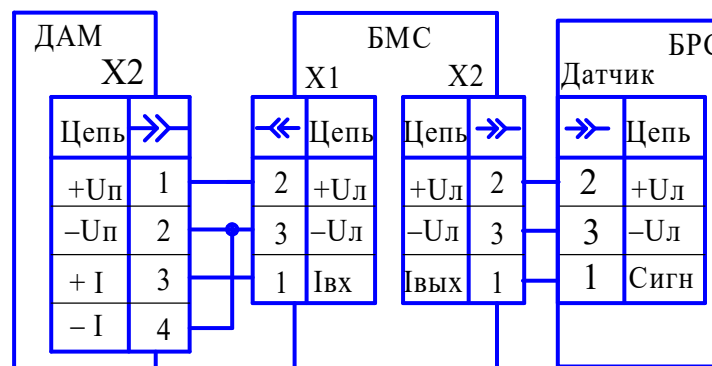 ДАМ БМС БРС
X2 X1 X2 Датчик
Цепь Цепь Цепь Цепь
+Uп 1 2 +Uл +Uл 2 2 +Uл
–Uп 2 3 –Uл –Uл 3 3 –Uл
+ I 3 1 Iвх Iвых 1 1 Сигн
– I 4